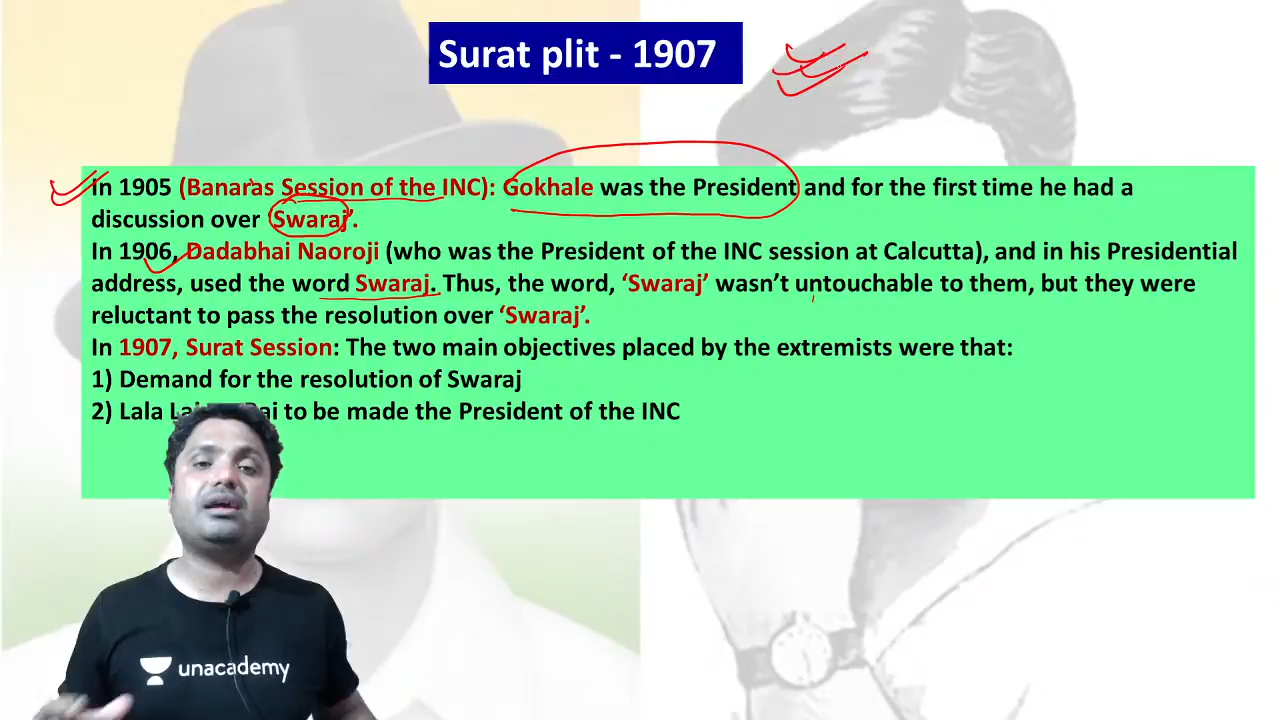 Surat plit - 1907
In 1905 (Banaras Session of the INC): Gokhale was the President and for the first time he had a
discussion over ‘Swaraj’.
In 1906, Dadabhai Naoroji (who was the President of the INC session at Calcutta), and in his Presidential
address, used the word Swaraj. Thus, the word, ‘Swaraj’ wasn’t untouchable to them, but they were
reluctant to pass the resolution over ‘Swaraj’.
In 1907, Surat Session: The two main objectives placed by the extremists were that:
1) Demand for the resolution of Swaraj
2) Lala to be made the President of the INC
unacademy